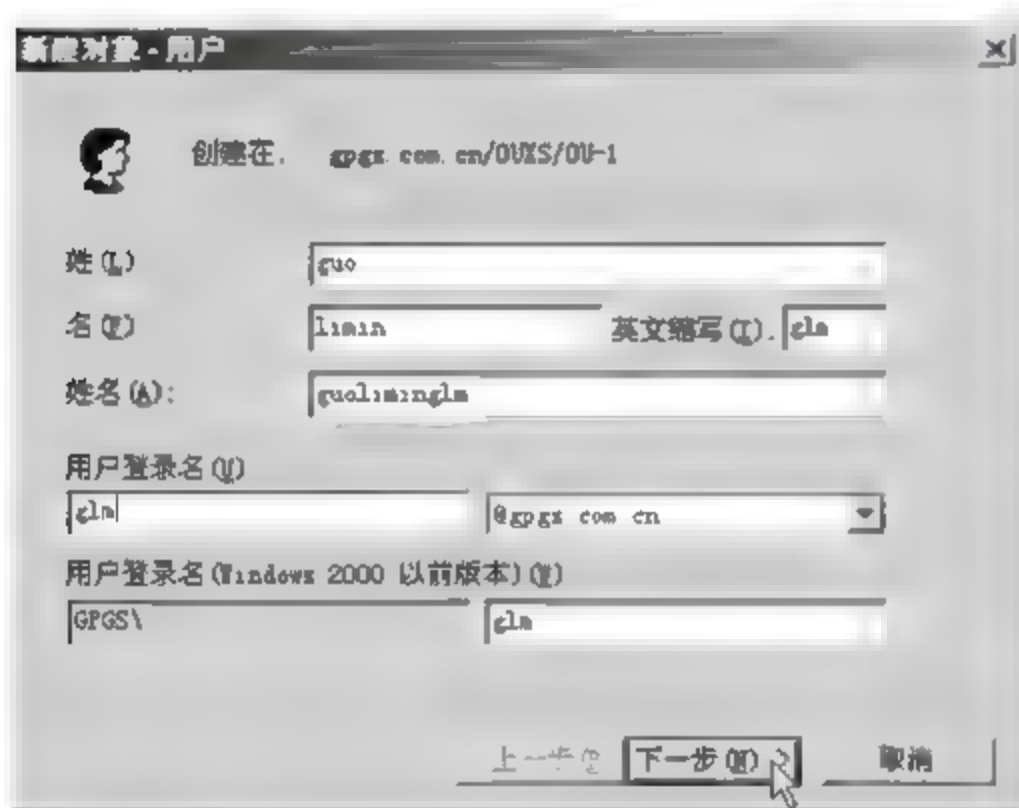 新建对象 - 用户
创建在: gpgs.com.cn/OUXS/OU-1
姓(L) guo
名(F) limin 英文缩写(I). glm
姓名(A): guoliminglm
用户登录名(U)
glm @gpgs com cn
用户登录名(Windows 2000 以前版本)(W)
GPGS\ glm
上一步 下一步(N) > 取消